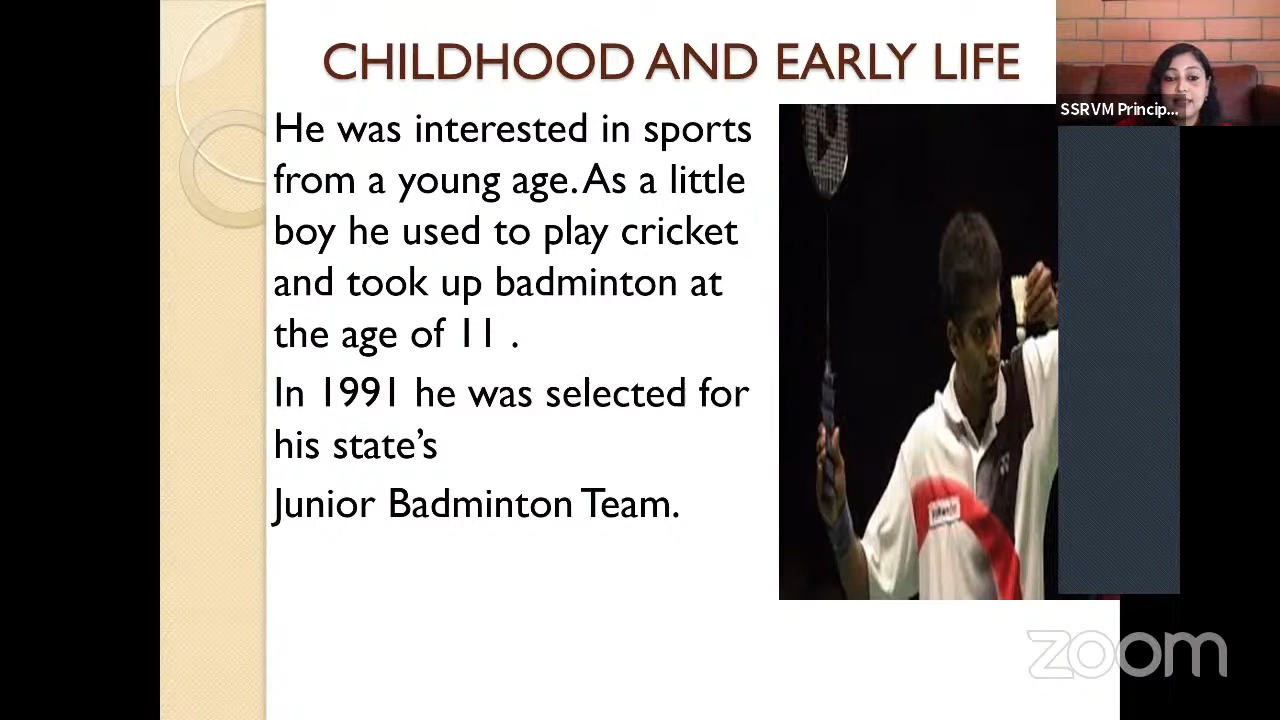 CHILDHOOD AND EARLY LIFE
He was interested in sports
from a young age. As a little
boy he used to play cricket
and took up badminton at
the age of 11 .
In 1991 he was selected for
his state’s
Junior Badminton Team.
SSRVM Princip...
zoom